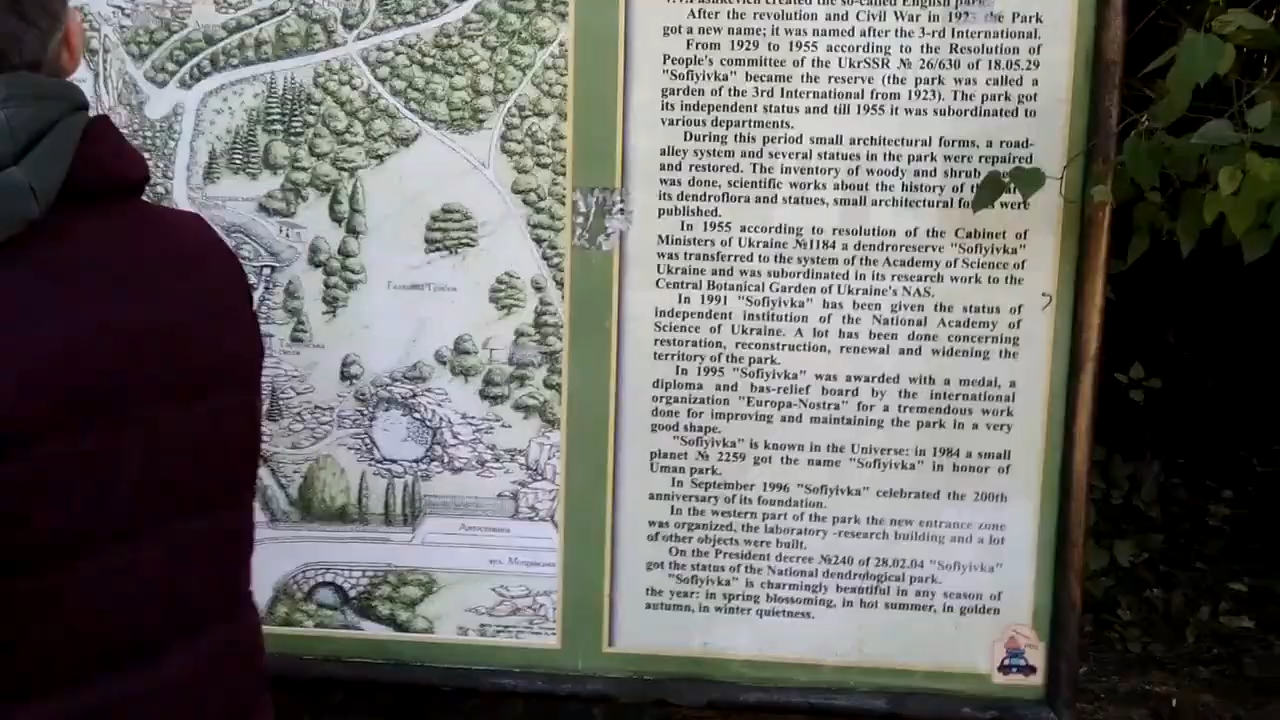 created the so-called English park.
After the revolution and Civil War in 1923 the Park
got a new name; it was named after the 3-rd International.
From 1929 to 1955 according to the Resolution of
People's committee of the UkrSSR № 26/630 of 18.05.29
"Sofiyivka" became the reserve (the park was called a
garden of the 3rd International from 1923). The park got
its independent status and till 1955 it was subordinated to
various departments.
During this period small architectural forms, a road-
alley system and several statues in the park were repaired
and restored. The inventory of woody and shrub
was done, scientific works about the history of
its dendroflora and statues, small architectural were
published.
In 1955 according to resolution of the Cabinet of
Ministers of Ukraine №1184 a dendroreserve "Sofiyivka"
was transferred to the system of the Academy of Science of
Ukraine and was subordinated in its research work to the
Central Botanical Garden of Ukraine's NAS.
In 1991 "Sofiyivka" has been given the status of
independent institution of the National Academy of
Science of Ukraine. A lot has been done concerning
restoration, reconstruction, renewal and widening the
territory of the park.
In 1995 "Sofiyivka" was awarded with a medal, a
diploma and bas-relief board by the international
organization "Europa-Nostra" for a tremendous work
done for improving and maintaining the park in a very
good shape.
"Sofiyivka" is known in the Universe: in 1984 a small
planet № 2259 got the name "Sofiyivka" in honor of
Uman park.
In September 1996 "Sofiyivka" celebrated the 200th
anniversary of its foundation.
In the western part of the park the new entrance zone
was organized, the laboratory -research building and a lot
of other objects were built.
On the President decree №240 of 28.02.04 "Sofiyivka"
got the status of the National dendrological park.
"Sofiyivka" is charmingly beautiful in any season of
the year: in spring blossoming, in hot summer, in golden
autumn, in winter quietness.
Автостоянка